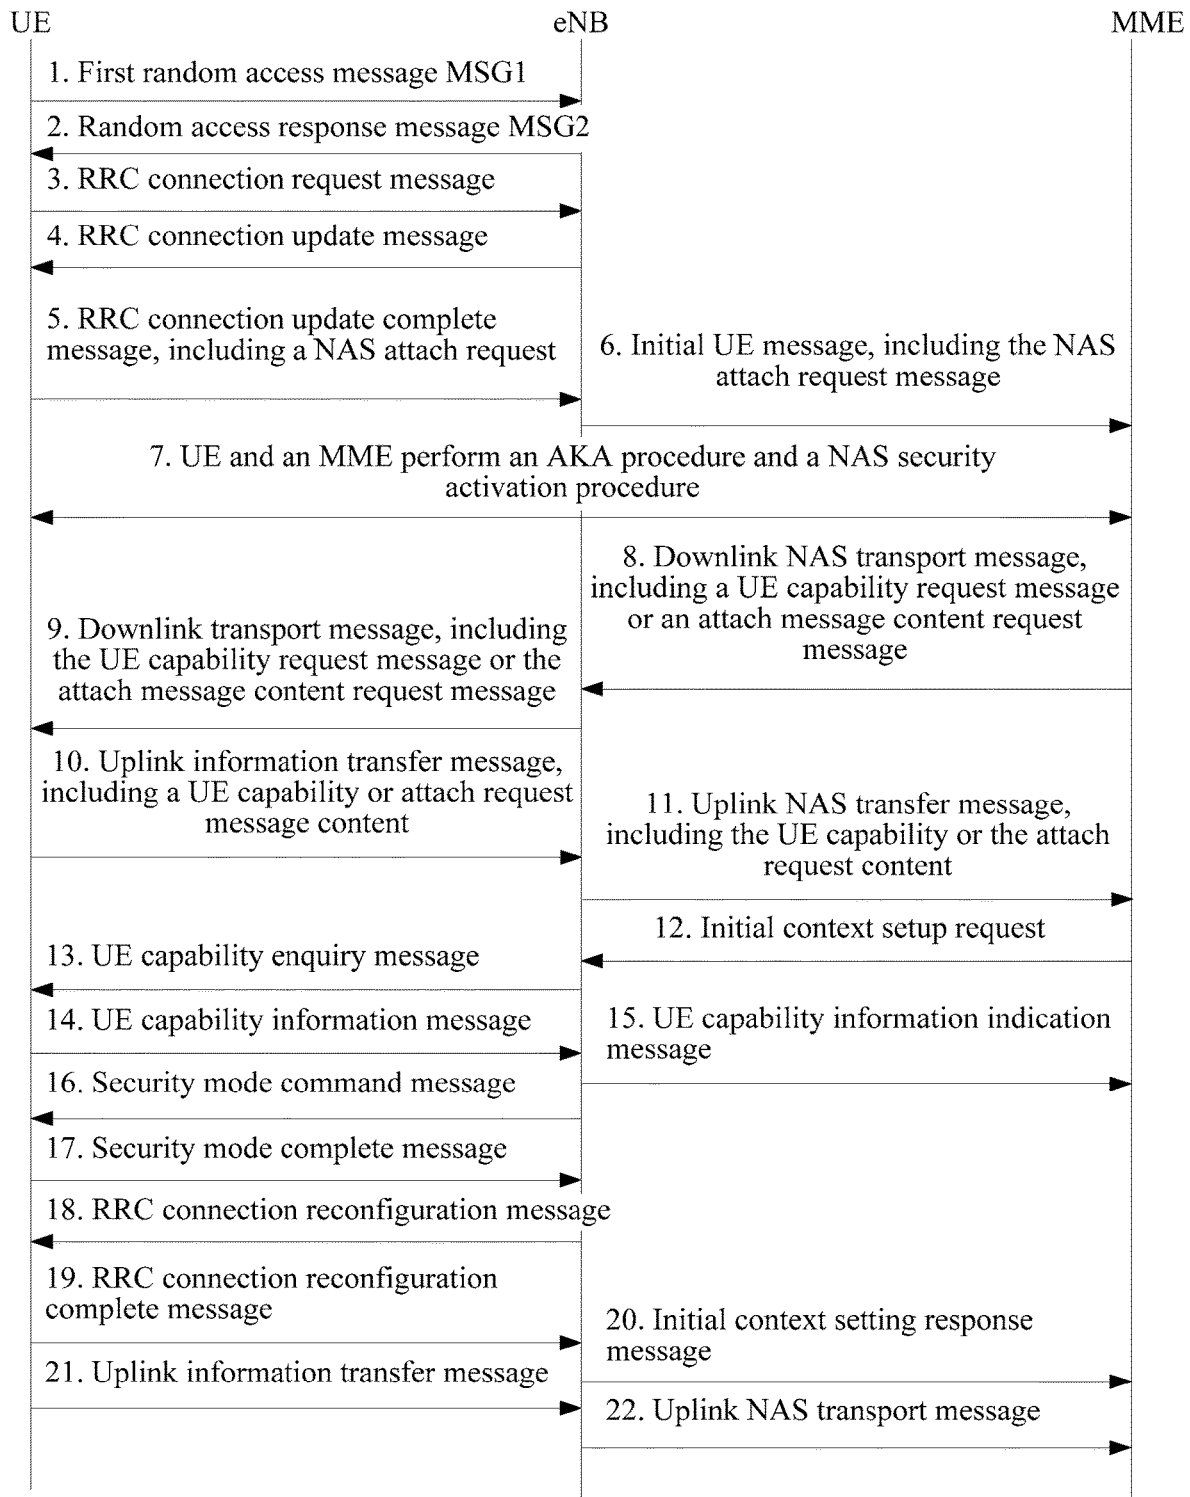 UE eNB MME
1. First random access message MSG1
2. Random access response message MSG2
3. RRC connection request message
4. RRC connection update message
5. RRC connection update complete
message, including a NAS attach request
6. Initial UE message, including the NAS
attach request message
7. UE and an MME perform an AKA procedure and a NAS security
activation procedure
8. Downlink NAS transport message,
including a UE capability request message
or an attach message content request
message
9. Downlink transport message, including
the UE capability request message or the
attach message content request message
10. Uplink information transfer message,
including a UE capability or attach request
message content
11. Uplink NAS transfer message,
including the UE capability or the attach
request content
12. Initial context setup request
13. UE capability enquiry message
14. UE capability information message
15. UE capability information indication
message
16. Security mode command message
17. Security mode complete message
18. RRC connection reconfiguration message
19. RRC connection reconfiguration
complete message
20. Initial context setting response
message
21. Uplink information transfer message
22. Uplink NAS transport message